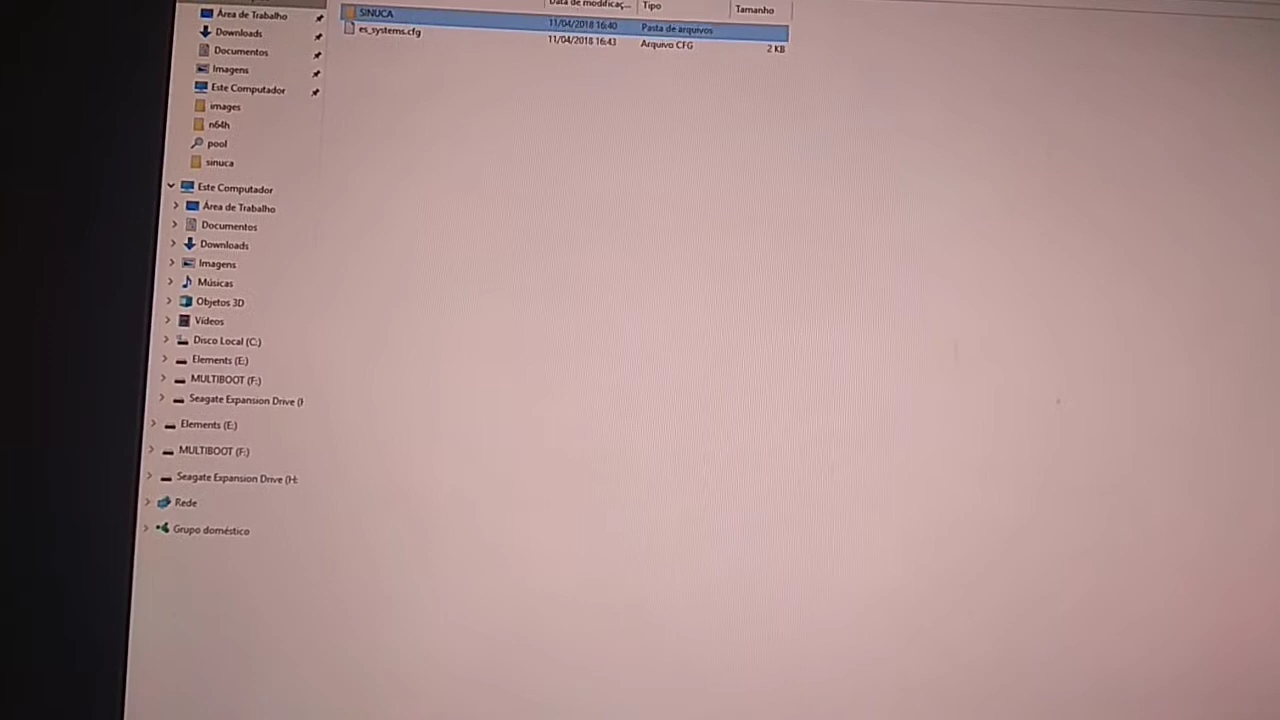 Data de modificaç... Tipo Tamanho
SINUCA 11/04/2018 16:40 Pasta de arquivos
es_systems.cfg 11/04/2018 16:43 Arquivo CFG 2 KB
Área de Trabalho
Downloads
Documentos
Imagens
Este Computador
images
n64h
pool
sinuca
Este Computador
Área de Trabalho
Documentos
Downloads
Imagens
Músicas
Objetos 3D
Vídeos
Disco Local (C:)
Elements (E:)
MULTIBOOT (F:)
Seagate Expansion Drive (
Elements (E:)
MULTIBOOT (F:)
Seagate Expansion Drive (H:
Rede
Grupo doméstico